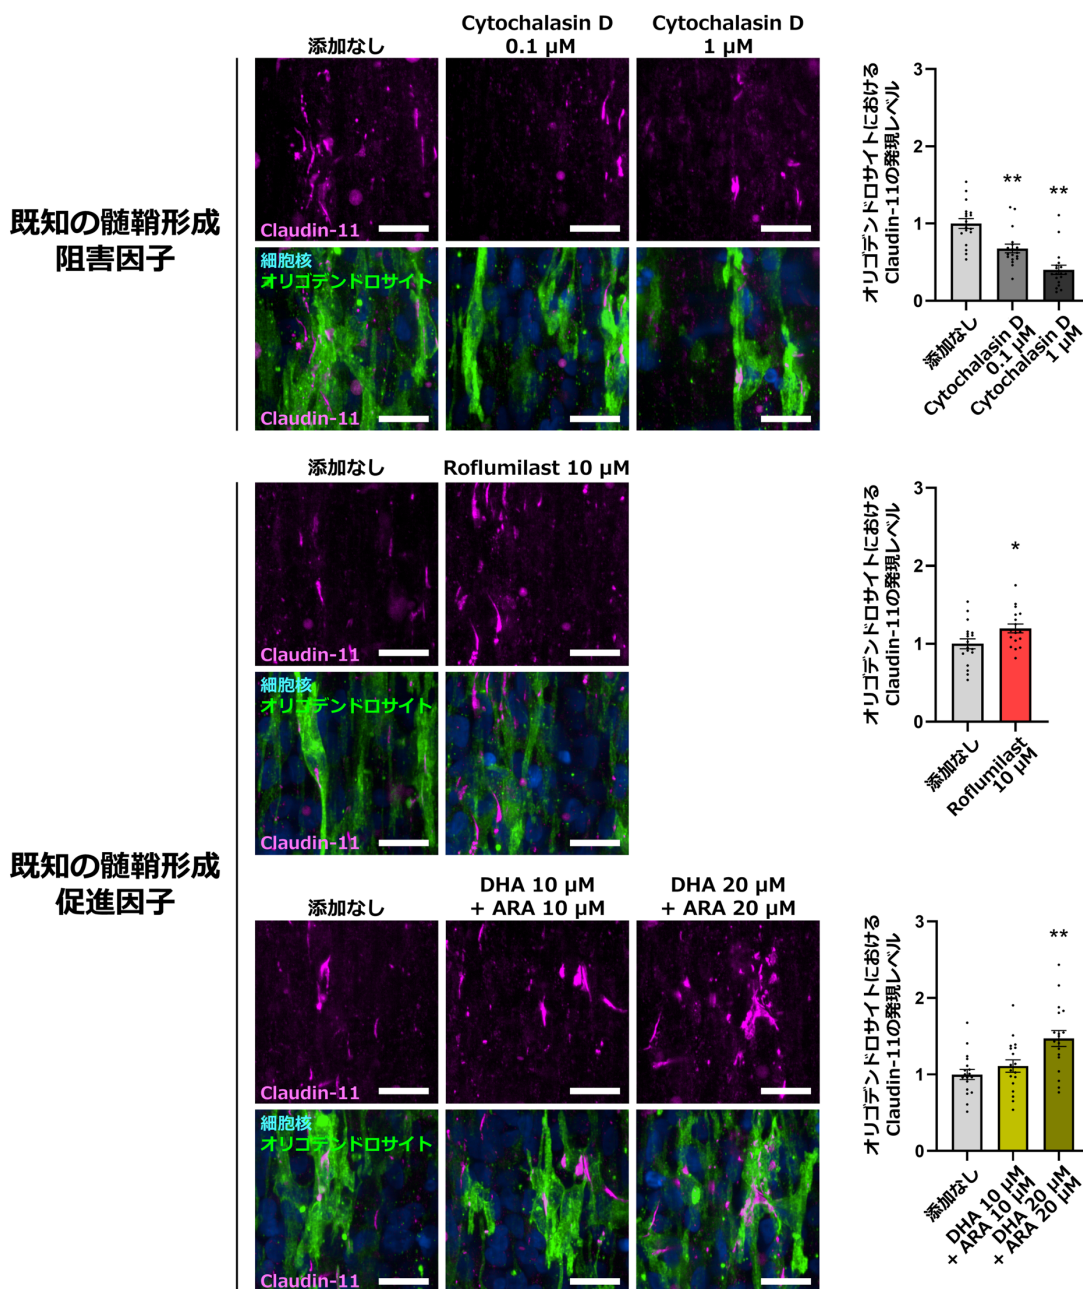 既知の髄鞘形成
阻害因子
添加なし
Cytochalasin D
0.1 μM
Cytochalasin D
1 μM
Claudin-11
細胞核
オリゴデンドロサイト
Claudin-11
オリゴデンドロサイトにおける
Claudin-11の発現レベル
3
2
1
0
**
**
添加なし
Cytochalasin D
0.1 μM
Cytochalasin D
1 μM
既知の髄鞘形成
促進因子
添加なし
Roflumilast 10 μM
Claudin-11
細胞核
オリゴデンドロサイト
Claudin-11
オリゴデンドロサイトにおける
Claudin-11の発現レベル
3
2
1
0
*
添加なし
Roflumilast
10 μM
添加なし
DHA 10 μM
+ ARA 10 μM
DHA 20 μM
+ ARA 20 μM
Claudin-11
細胞核
オリゴデンドロサイト
Claudin-11
オリゴデンドロサイトにおける
Claudin-11の発現レベル
3
2
1
0
**
添加なし
DHA 10 μM
+ ARA 10 μM
DHA 20 μM
+ ARA 20 μM